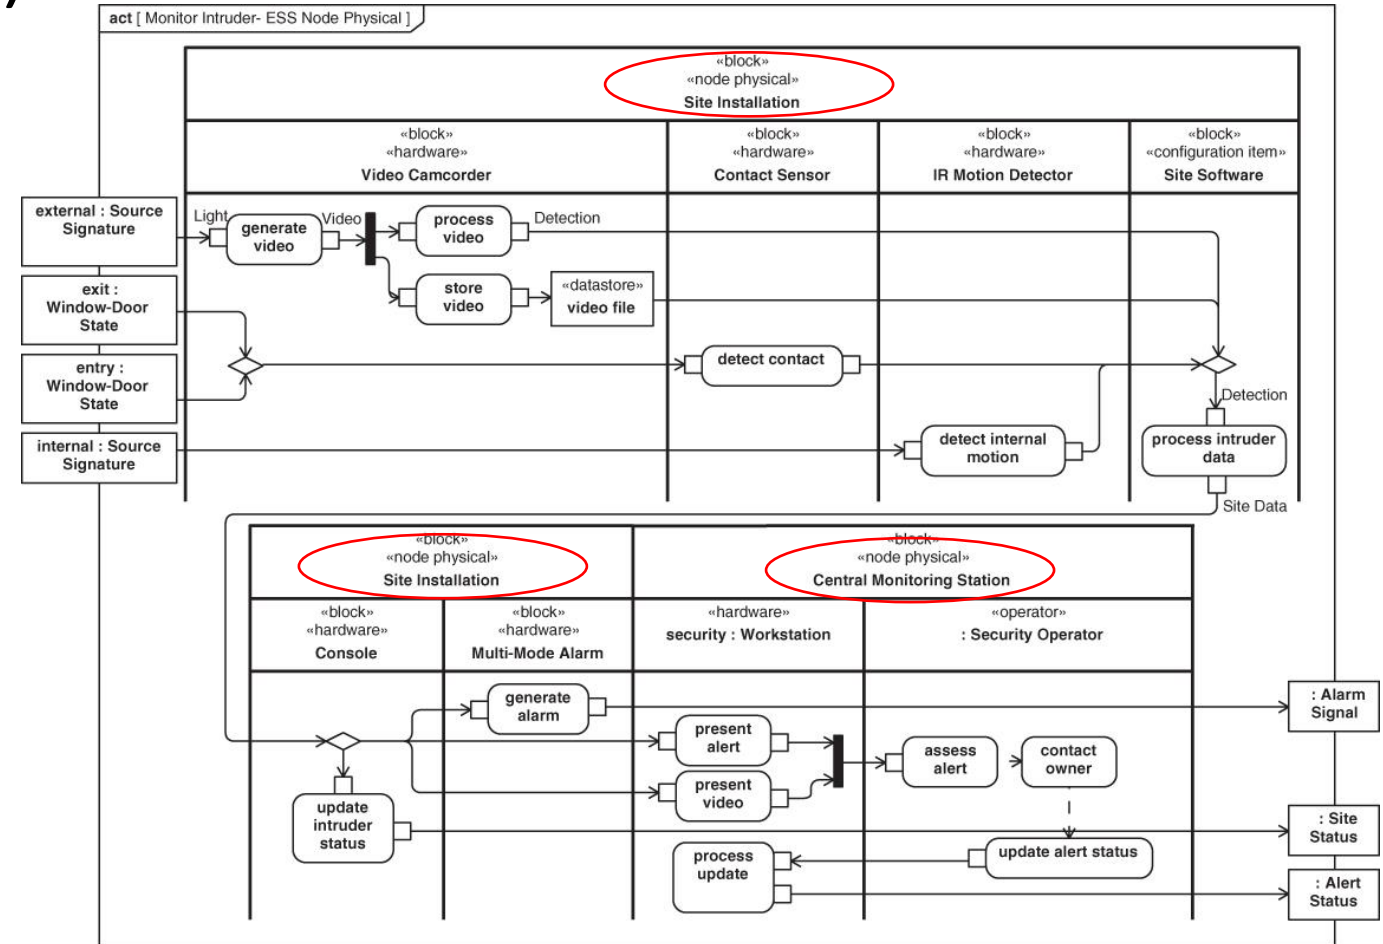 act [ Monitor Intruder- ESS Node Physical ]
«block»
«node physical»
Site Installation
«block»
«hardware»
Video Camcorder
«block»
«hardware»
Contact Sensor
«block»
«hardware»
IR Motion Detector
«block»
«configuration item»
Site Software
external : Source
Signature
Light
generate
video
Video
process
video
Detection
exit :
Window-Door
State
store
video
«datastore»
video file
entry :
Window-Door
State
detect contact
Detection
internal : Source
Signature
detect internal
motion
process intruder
data
Site Data
«block»
«node physical»
Site Installation
«block»
«node physical»
Central Monitoring Station
«block»
«hardware»
Console
«block»
«hardware»
Multi-Mode Alarm
«hardware»
security : Workstation
«operator»
: Security Operator
generate
alarm
: Alarm
Signal
present
alert
assess
alert
contact
owner
present
video
update
intruder
status
: Site
Status
process
update
update alert status
: Alert
Status